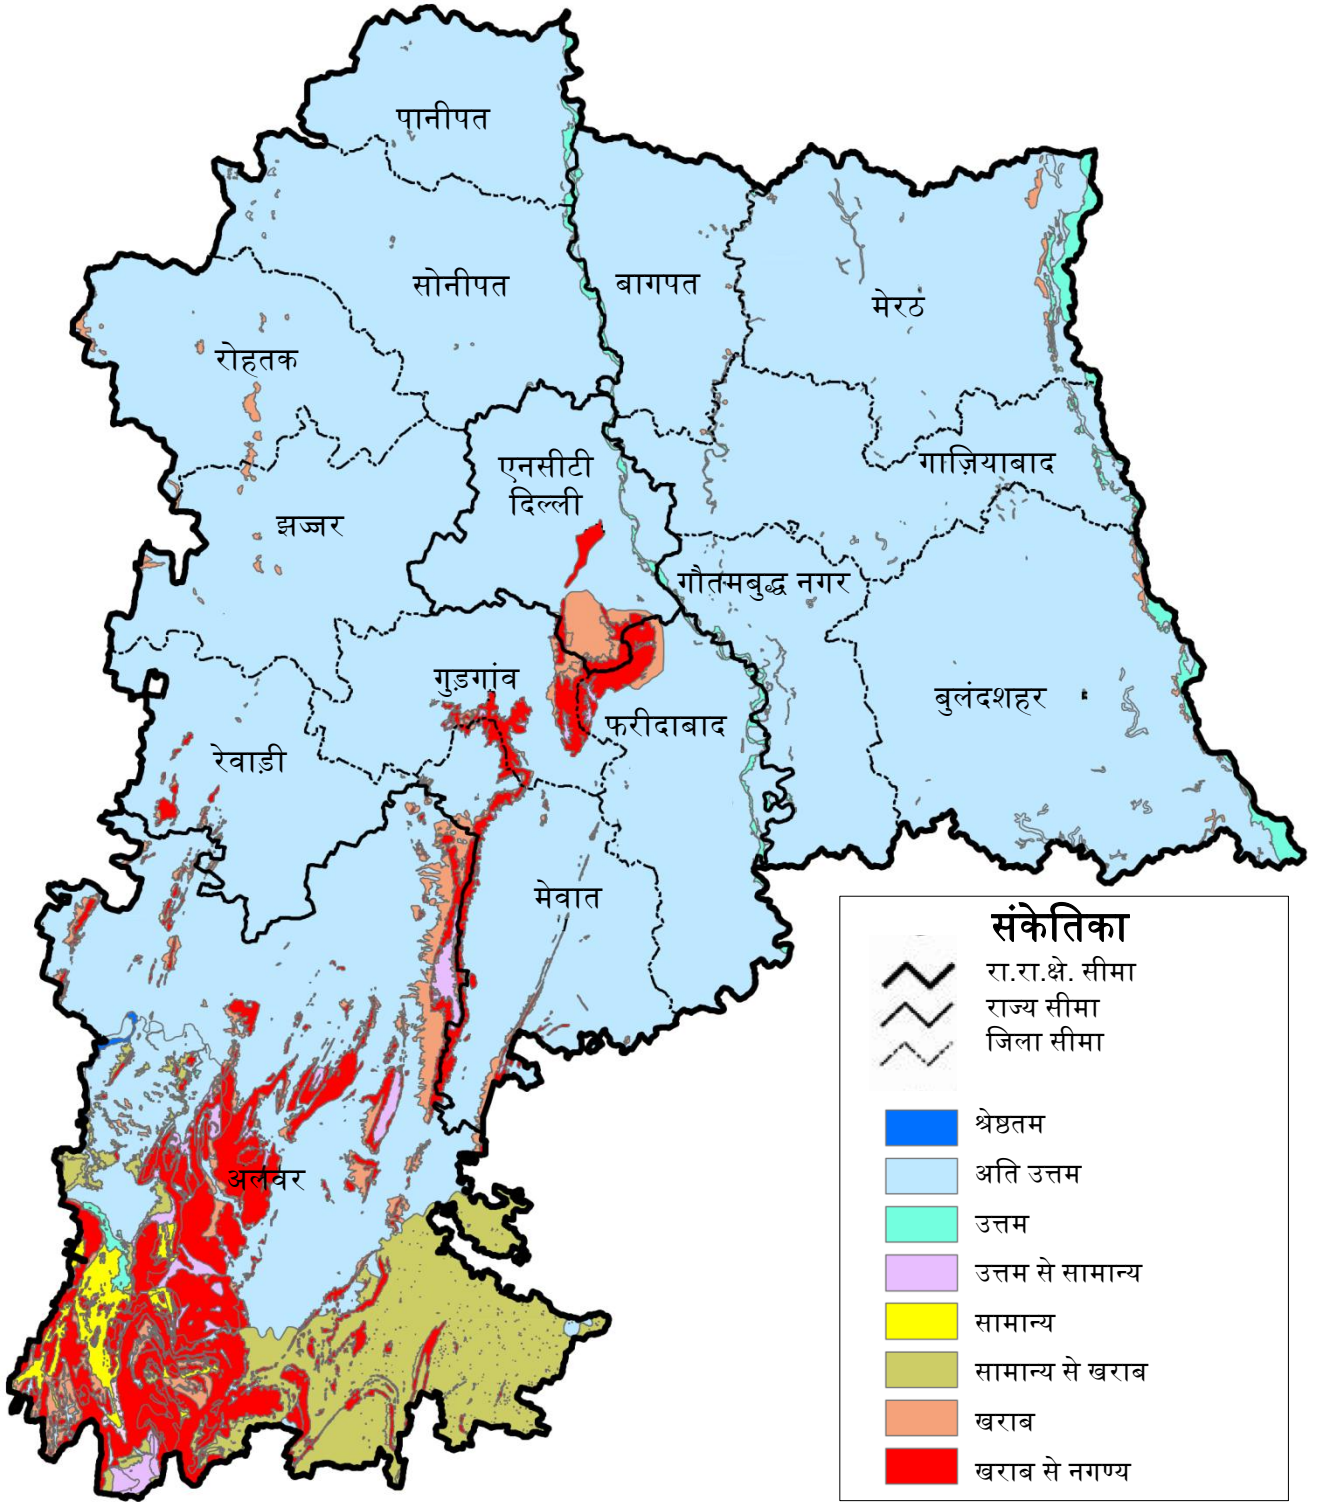 पानीपत
सोनीपत
बागपत
मेरठ
रोहतक
गाज़ियाबाद
एनसीटी
दिल्ली
झज्जर
गौतमबुद्ध नगर
गुड़गांव
बुलंदशहर
फरीदाबाद
रेवाड़ी
मेवात
अलवर
संकेतिका
रा.रा.क्षे. सीमा
राज्य सीमा
जिला सीमा
श्रेष्ठतम
अति उत्तम
उत्तम
उत्तम से सामान्य
सामान्य
सामान्य से खराब
खराब
खराब से नगण्य